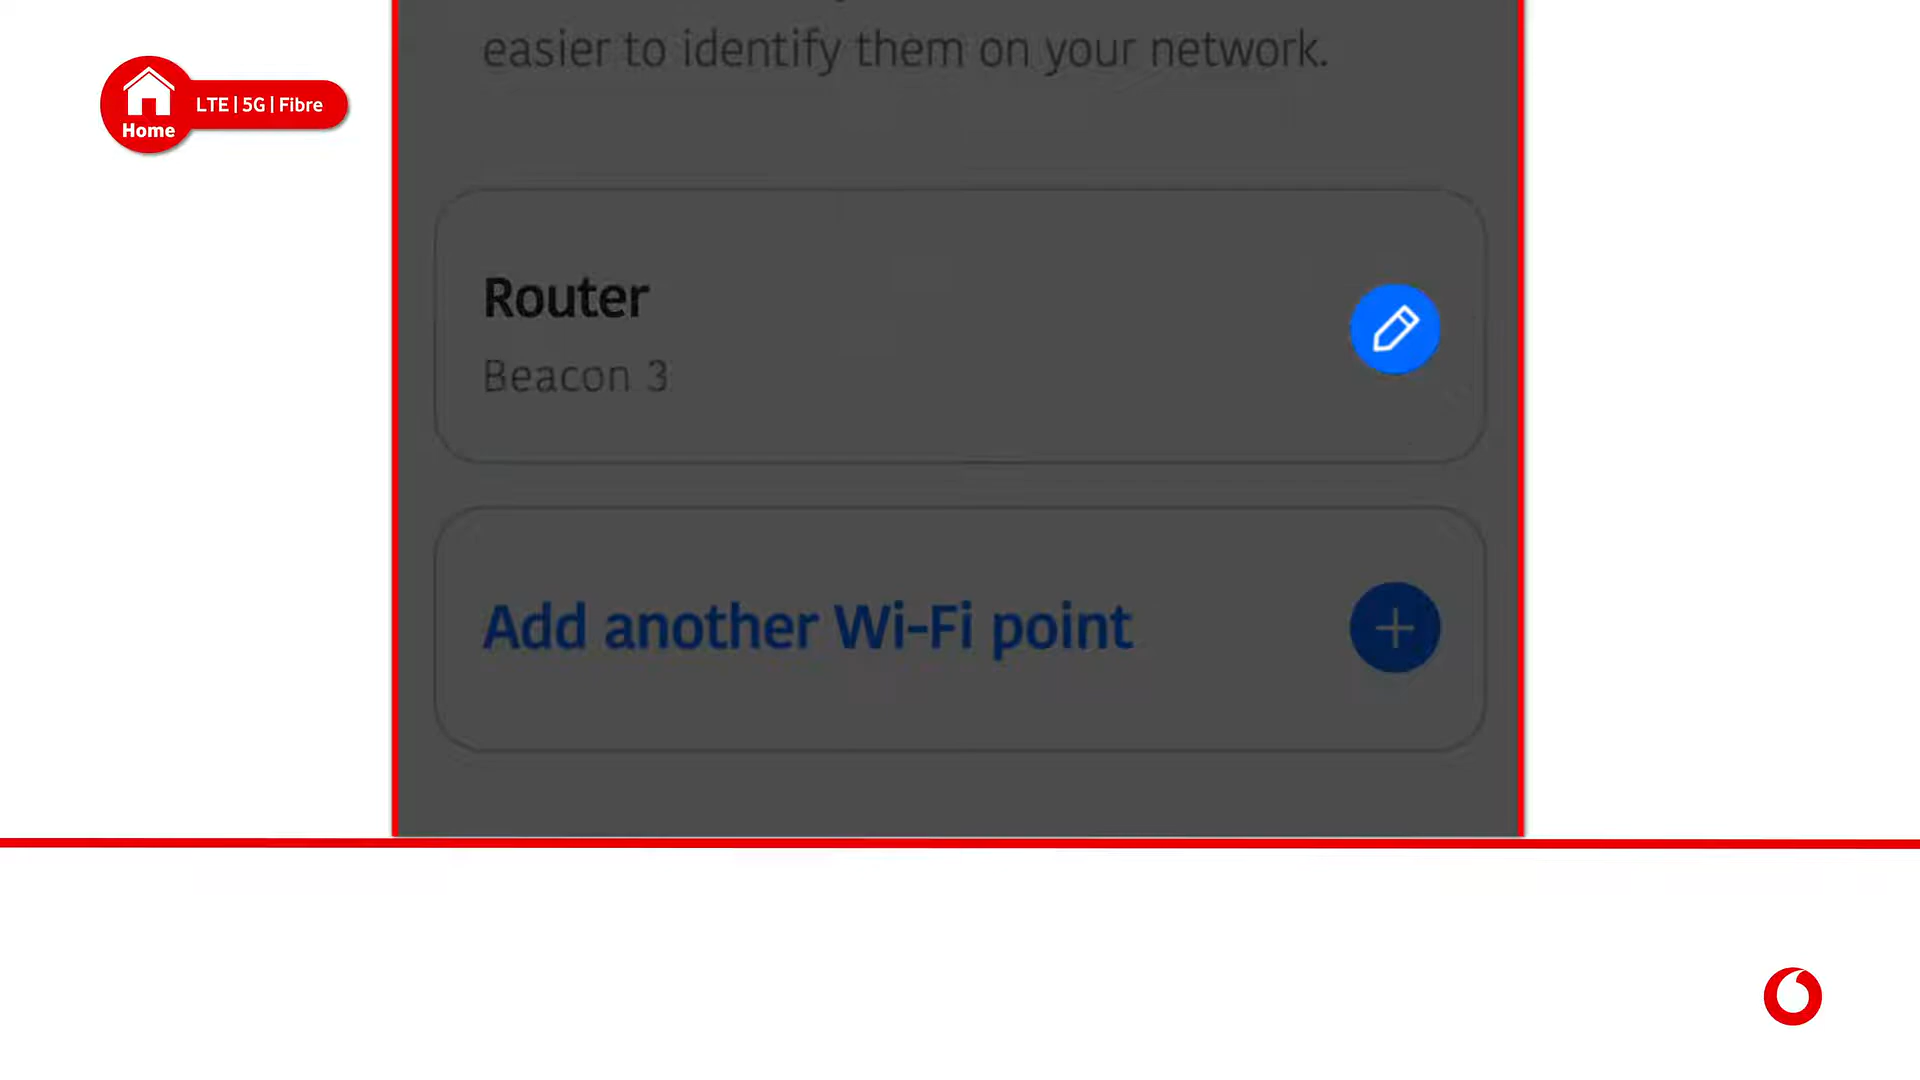 easier to identify them on your network.
LTE | 5G | Fibre
Home
Router
Beacon 3
Add another Wi-Fi point